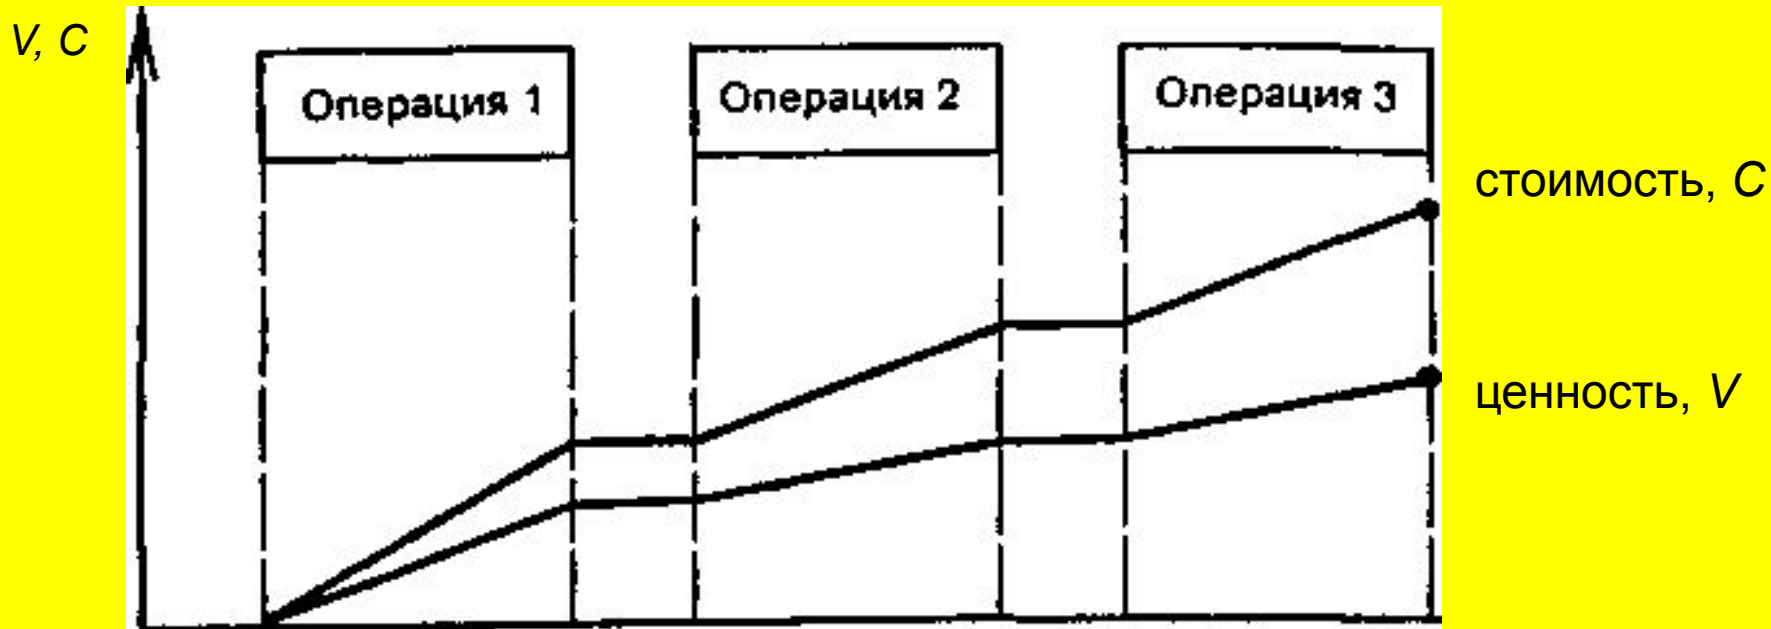 V, C
Операция 1
Операция 2
Операция 3
стоимость, C
ценность, V